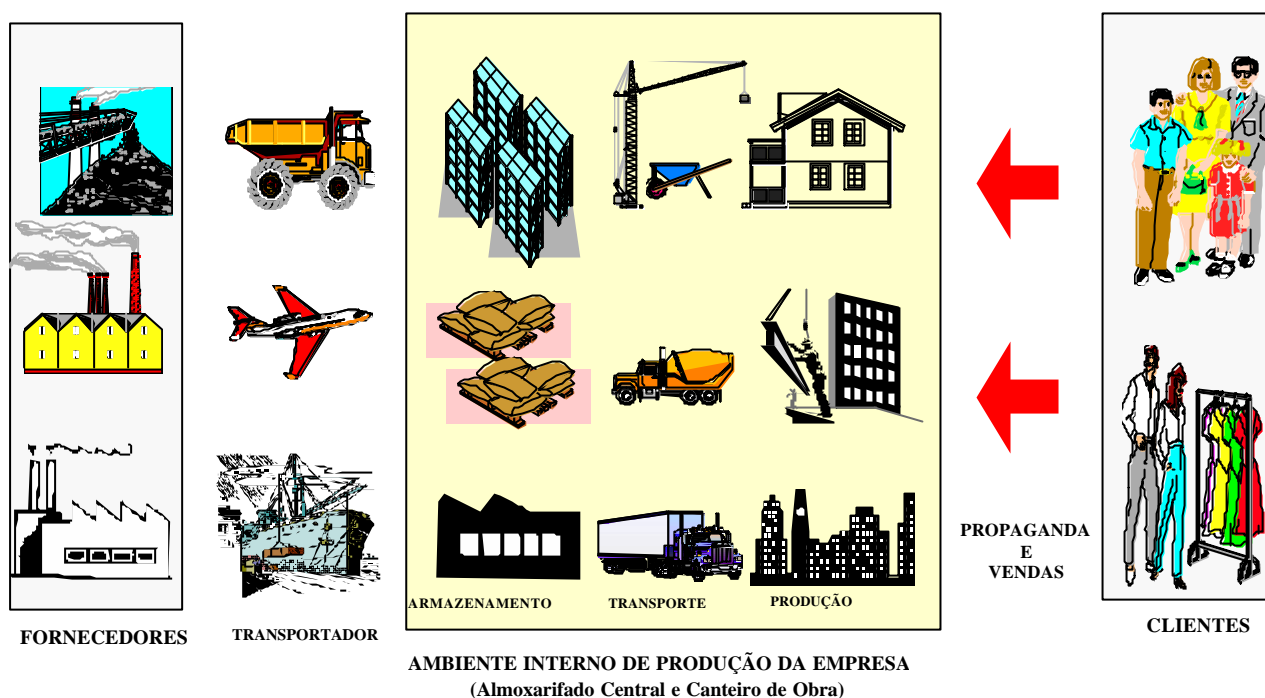 ARMAZENAMENTO
TRANSPORTE
PRODUÇÃO
PROPAGANDA
E
VENDAS
FORNECEDORES
TRANSPORTADOR
CLIENTES
AMBIENTE INTERNO DE PRODUÇÃO DA EMPRESA
(Almoxarifado Central e Canteiro de Obra)